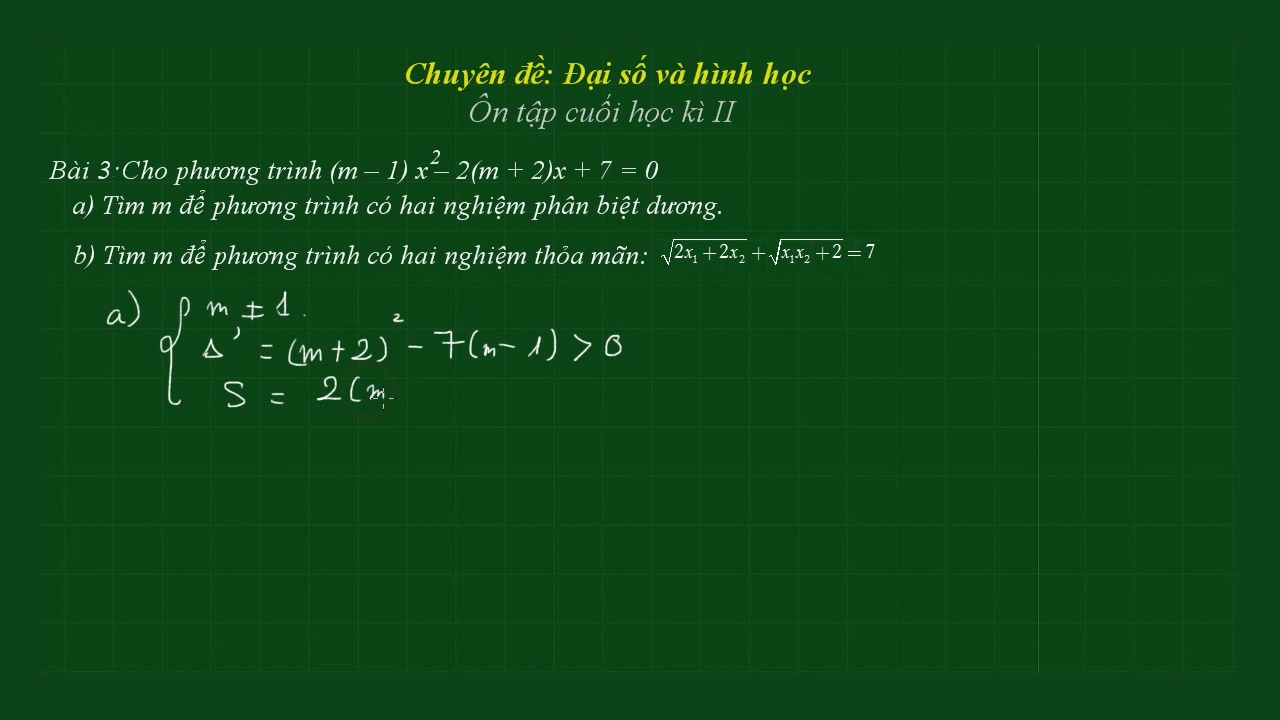 Chuyên đề: Đại số và hình học
Ôn tập cuối học kì II
Bài 3: Cho phương trình (m – 1) x² – 2(m + 2)x + 7 = 0
a) Tìm m để phương trình có hai nghiệm phân biệt dương.
b) Tìm m để phương trình có hai nghiệm thỏa mãn: √(2x₁ + 2x₂) + √(x₁x₂ + 2) = 7
a) { m ≠ 1.
Δ' = (m + 2)² – 7(m – 1) > 0
S = 2(m